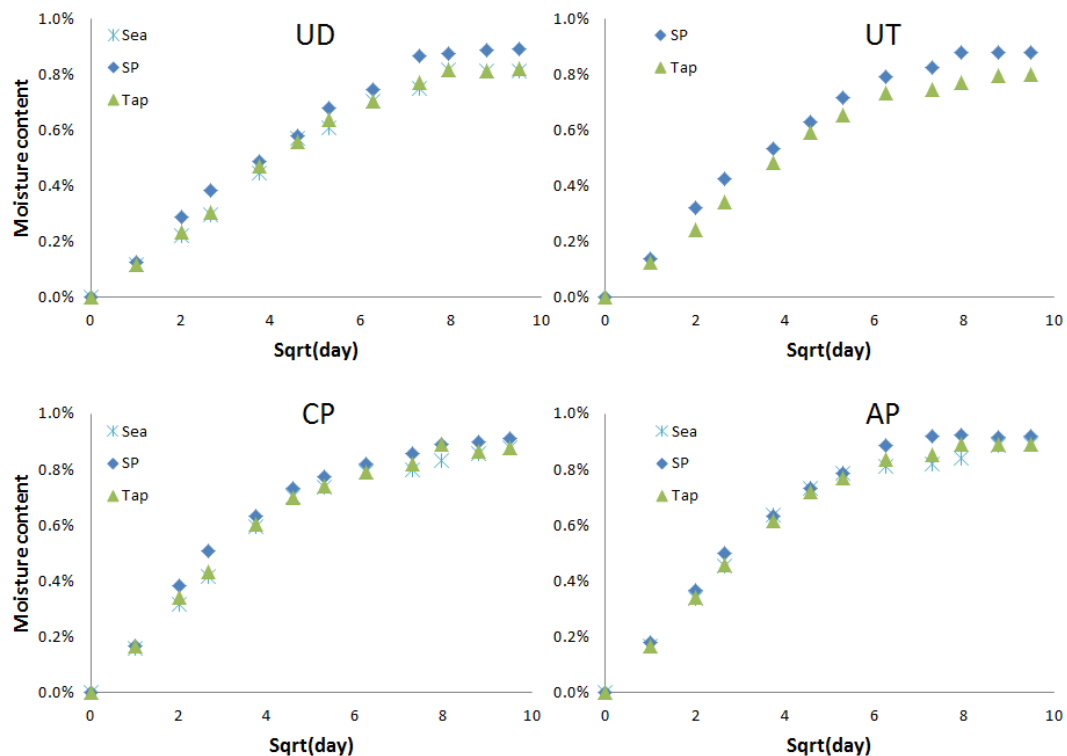 UD
Sea
SP
Tap
1.0%
0.8%
0.6%
0.4%
0.2%
0.0%
Moisture content
0 2 4 6 8 10
Sqrt(day)
UT
SP
Tap
1.0%
0.8%
0.6%
0.4%
0.2%
0.0%
0 2 4 6 8 10
Sqrt(day)
CP
Sea
SP
Tap
1.0%
0.8%
0.6%
0.4%
0.2%
0.0%
Moisture content
0 2 4 6 8 10
Sqrt(day)
AP
Sea
SP
Tap
1.0%
0.8%
0.6%
0.4%
0.2%
0.0%
0 2 4 6 8 10
Sqrt(day)